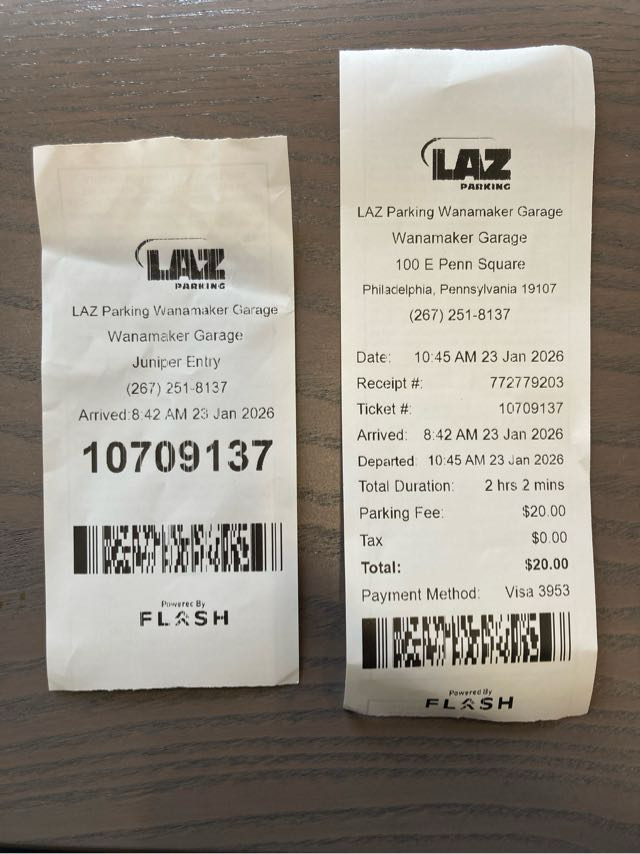 LAZ
PARKING
LAZ Parking Wanamaker Garage
Wanamaker Garage
Juniper Entry
(267) 251-8137
Arrived:8:42 AM 23 Jan 2026
10709137
Powered By
FLASH
LAZ
PARKING
LAZ Parking Wanamaker Garage
Wanamaker Garage
100 E Penn Square
Philadelphia, Pennsylvania 19107
(267) 251-8137
Date: 10:45 AM 23 Jan 2026
Receipt #: 772779203
Ticket #: 10709137
Arrived: 8:42 AM 23 Jan 2026
Departed: 10:45 AM 23 Jan 2026
Total Duration: 2 hrs 2 mins
Parking Fee: $20.00
Tax $0.00
Total: $20.00
Payment Method: Visa 3953
Powered By
FLASH